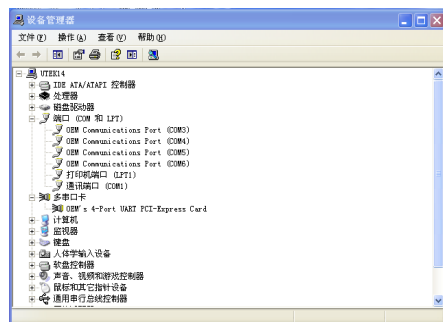 设备管理器
文件(F) 操作(A) 查看(V) 帮助(H)
UTEK14
IDE ATA/ATAPI 控制器
处理器
磁盘驱动器
端口 (COM 和 LPT)
OEM Communications Port (COM3)
OEM Communications Port (COM4)
OEM Communications Port (COM5)
OEM Communications Port (COM6)
打印机端口 (LPT1)
通讯端口 (COM1)
多串口卡
OEM's 4-Port UART PCI-Express Card
计算机
监视器
键盘
人体学输入设备
软盘控制器
声音、视频和游戏控制器
鼠标和其它指针设备
通用串行总线控制器